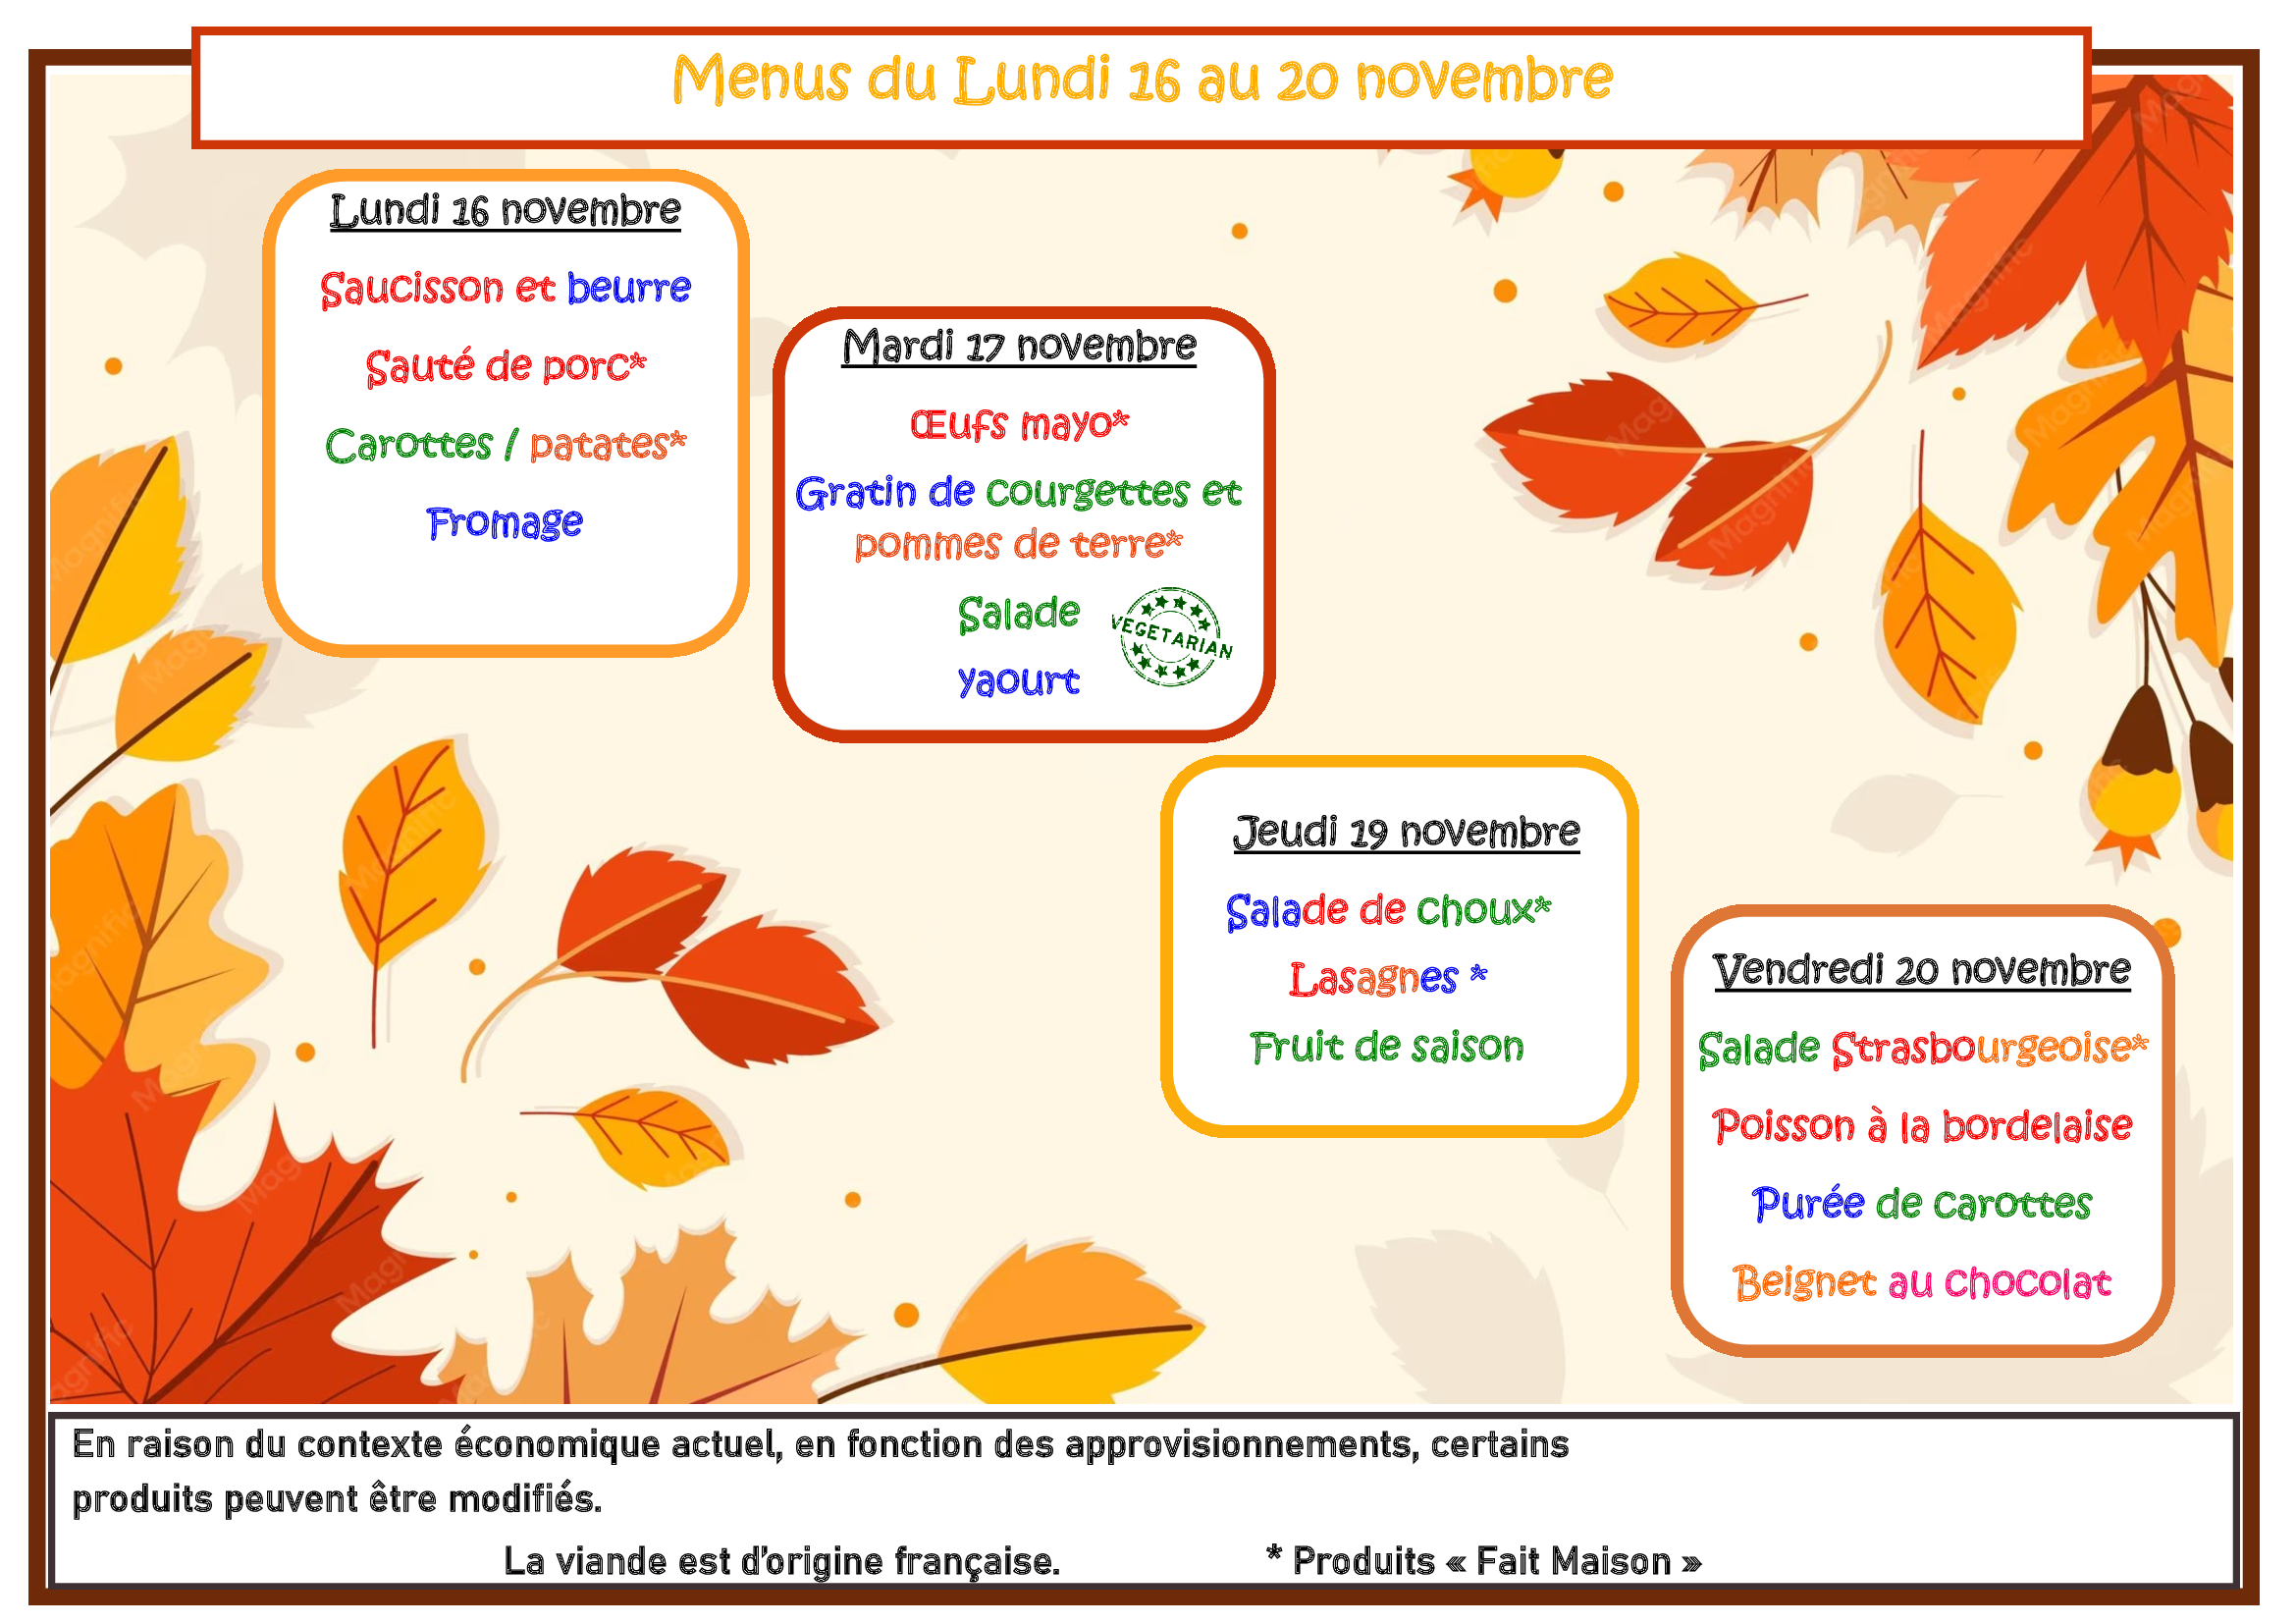 Menus du Lundi 16 au 20 novembre
Lundi 16 novembre
Saucisson et beurre
Sauté de porc*
Carottes / patates*
Fromage
Mardi 17 novembre
Œufs mayo*
Gratin de courgettes et
pommes de terre*
Salade
VEGETARIAN
yaourt
Jeudi 19 novembre
Salade de choux*
Lasagnes *
Fruit de saison
Vendredi 20 novembre
Salade Strasbourgeoise*
Poisson à la bordelaise
Purée de carottes
Beignet au chocolat
En raison du contexte économique actuel, en fonction des approvisionnements, certains
produits peuvent être modifiés.
La viande est d'origine française. * Produits « Fait Maison »